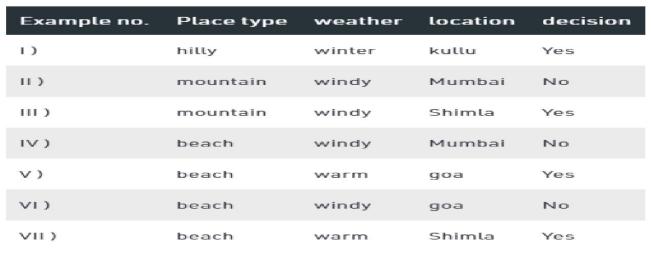 Example no. Place type weather location decision
I ) hilly winter kullu Yes
II ) mountain windy Mumbai No
III ) mountain windy Shimla Yes
IV ) beach windy Mumbai No
V ) beach warm goa Yes
VI ) beach windy goa No
VII ) beach warm Shimla Yes